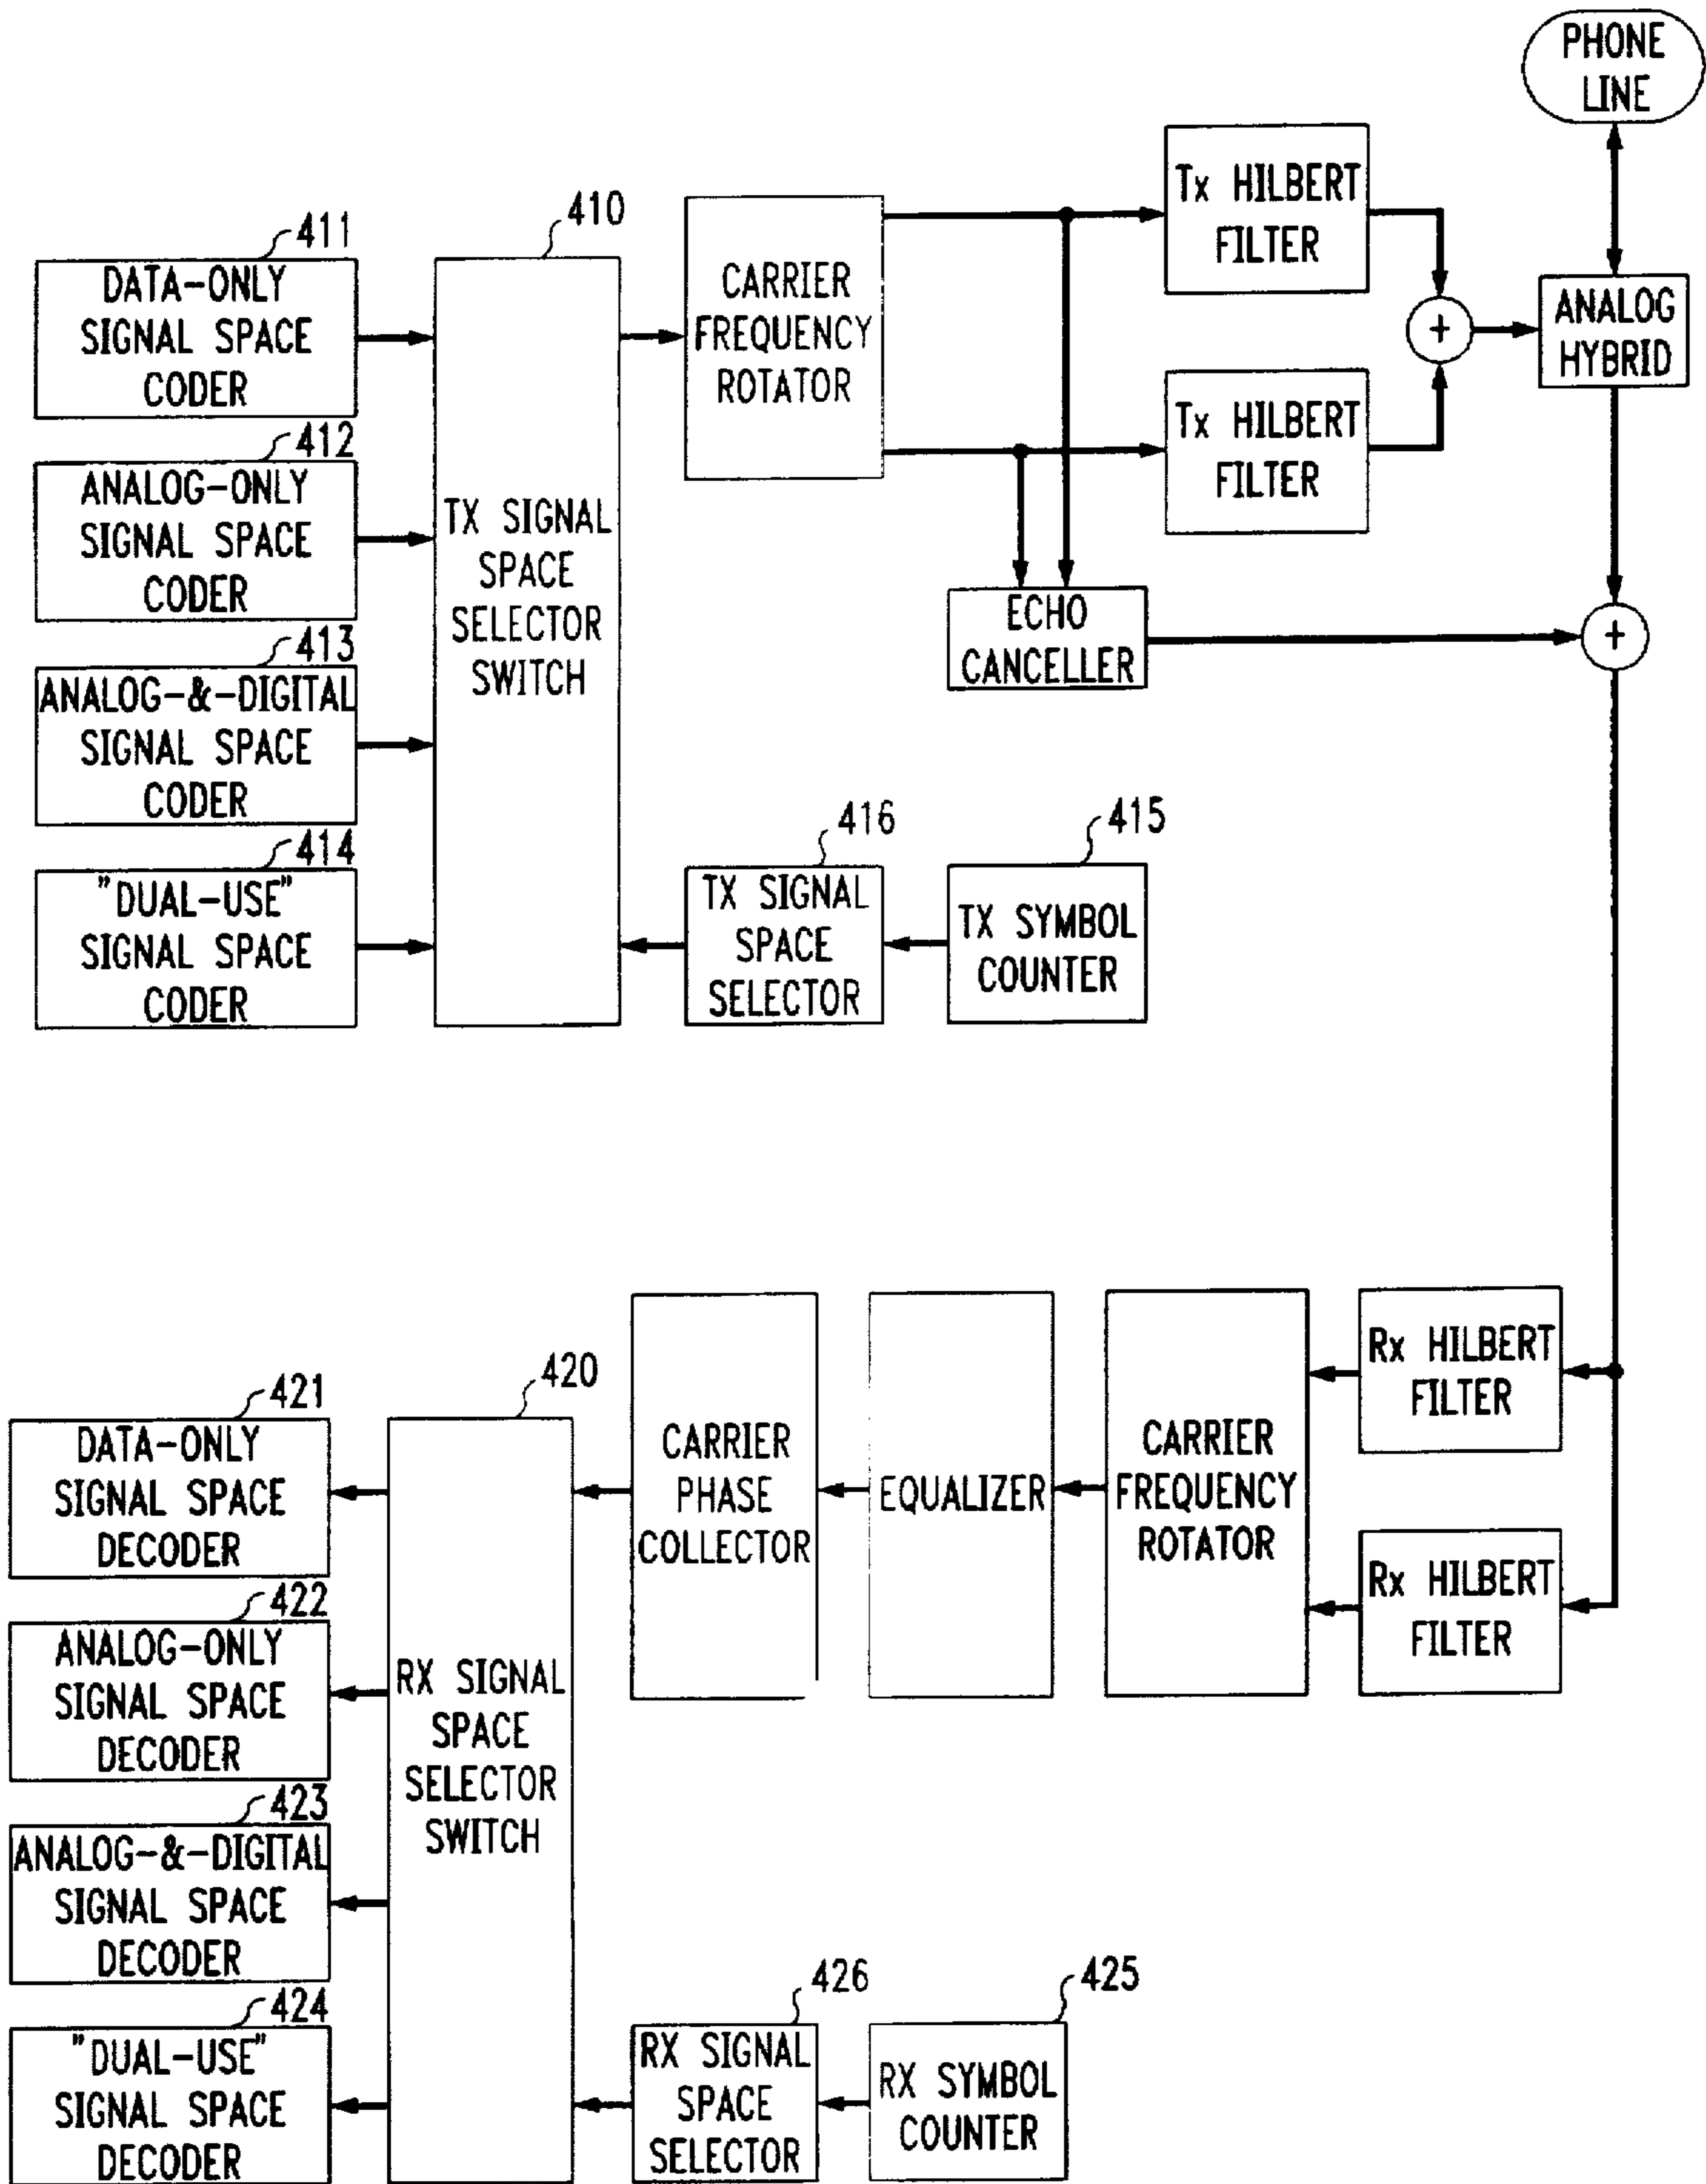 PHONE
LINE
411
DATA-ONLY
SIGNAL SPACE
CODER
412
ANALOG-ONLY
SIGNAL SPACE
CODER
413
ANALOG-&-DIGITAL
SIGNAL SPACE
CODER
414
"DUAL-USE"
SIGNAL SPACE
CODER
410
TX SIGNAL
SPACE
SELECTOR
SWITCH
CARRIER
FREQUENCY
ROTATOR
Tx HILBERT
FILTER
Tx HILBERT
FILTER
+
ANALOG
HYBRID
ECHO
CANCELLER
+
416
TX SIGNAL
SPACE
SELECTOR
415
TX SYMBOL
COUNTER
421
DATA-ONLY
SIGNAL SPACE
DECODER
422
ANALOG-ONLY
SIGNAL SPACE
DECODER
423
ANALOG-&-DIGITAL
SIGNAL SPACE
DECODER
424
"DUAL-USE"
SIGNAL SPACE
DECODER
420
RX SIGNAL
SPACE
SELECTOR
SWITCH
CARRIER
PHASE
COLLECTOR
EQUALIZER
CARRIER
FREQUENCY
ROTATOR
Rx HILBERT
FILTER
Rx HILBERT
FILTER
426
RX SIGNAL
SPACE
SELECTOR
425
RX SYMBOL
COUNTER